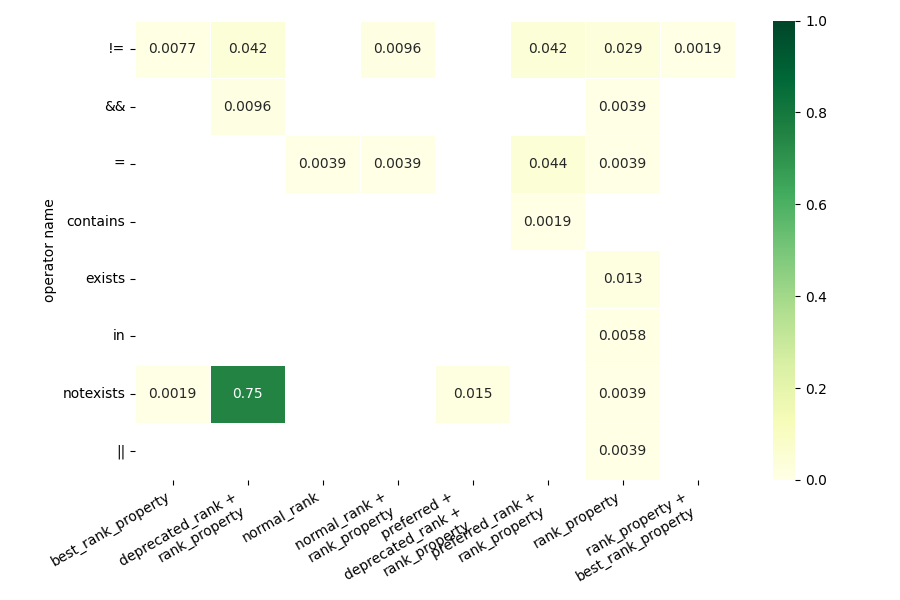 != 0.0077 0.042 0.0096 0.042 0.029 0.0019
&& 0.0096 0.0039
= 0.0039 0.0039 0.044 0.0039
contains 0.0019
exists 0.013
in 0.0058
notexists 0.0019 0.75 0.015 0.0039
|| 0.0039
operator name
best_rank_property
deprecated_rank +
rank_property
normal_rank
normal_rank +
rank_property
preferred +
deprecated_rank +
rank_property
preferred_rank +
rank_property
rank_property
rank_property +
best_rank_property
1.0
0.8
0.6
0.4
0.2
0.0